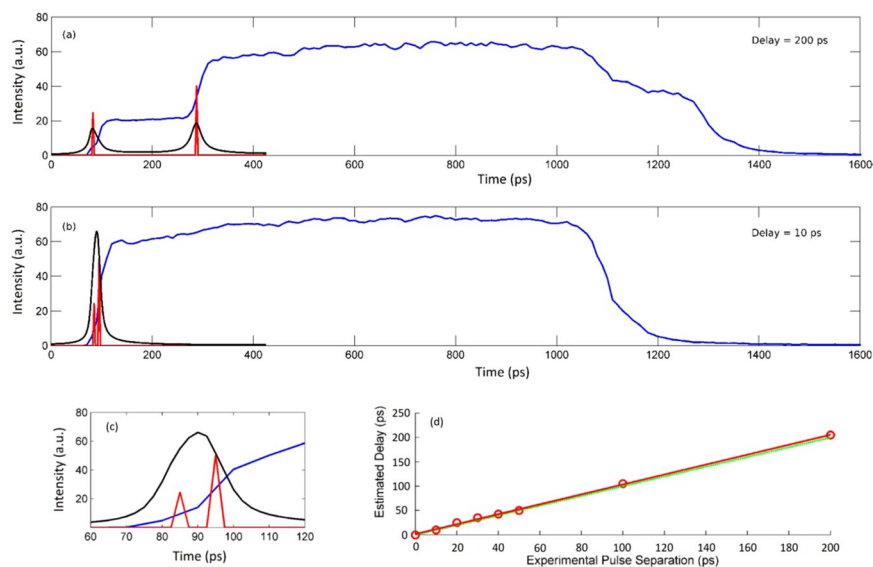 80
(a)
Delay = 200 ps
60
40
20
0
Intensity (a.u.)
0 200 400 600 800 1000 1200 1400 1600
Time (ps)
80
(b)
Delay = 10 ps
60
40
20
0
Intensity (a.u.)
0 200 400 600 800 1000 1200 1400 1600
Time (ps)
80
(c)
60
40
20
Intensity (a.u.)
60 70 80 90 100 110 120
Time (ps)
250
(d)
200
150
100
50
0
Estimated Delay (ps)
0 20 40 60 80 100 120 140 160 180 200
Experimental Pulse Separation (ps)